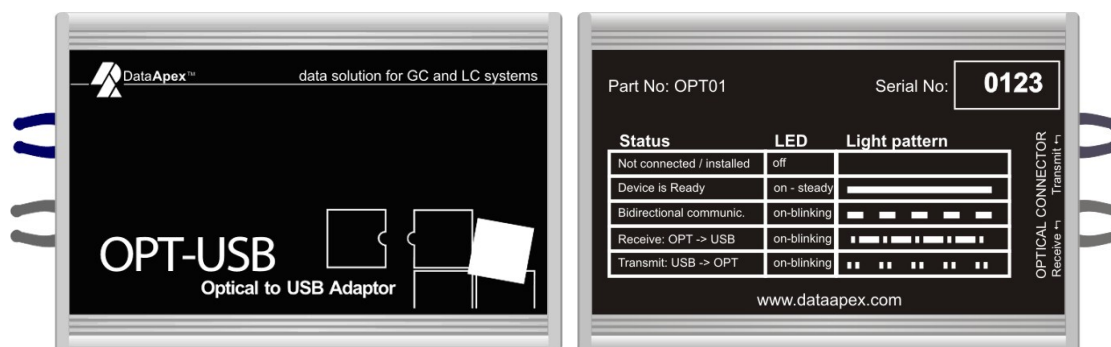 DataApex™ data solution for GC and LC systems
OPT-USB
Optical to USB Adaptor
Part No: OPT01 Serial No: 0123
Status LED Light pattern
Not connected / installed off
Device is Ready on - steady
Bidirectional communic. on-blinking
Receive: OPT -> USB on-blinking
Transmit: USB -> OPT on-blinking
OPTICAL CONNECTOR
Receive ↰ Transmit ↰
www.dataapex.com